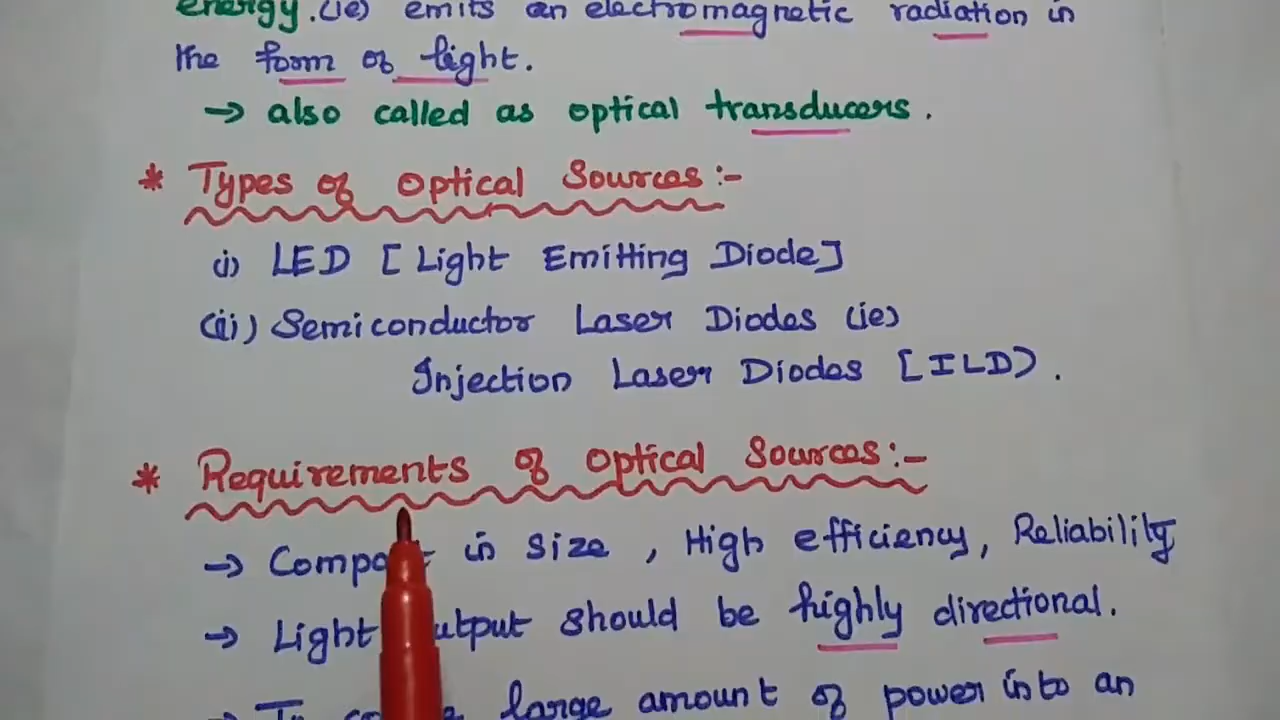 energy. (ie) emits an electromagnetic radiation in
the form of light.
→ also called as optical transducers.
* Types of Optical Sources:-
i) LED [Light Emitting Diode]
(ii) Semiconductor Laser Diodes (ie)
Injection Laser Diodes [ILD).
* Requirements of Optical Sources:-
→ in size, High efficiency, Reliability
→ Light should be highly directional.
→ large amount of power into an